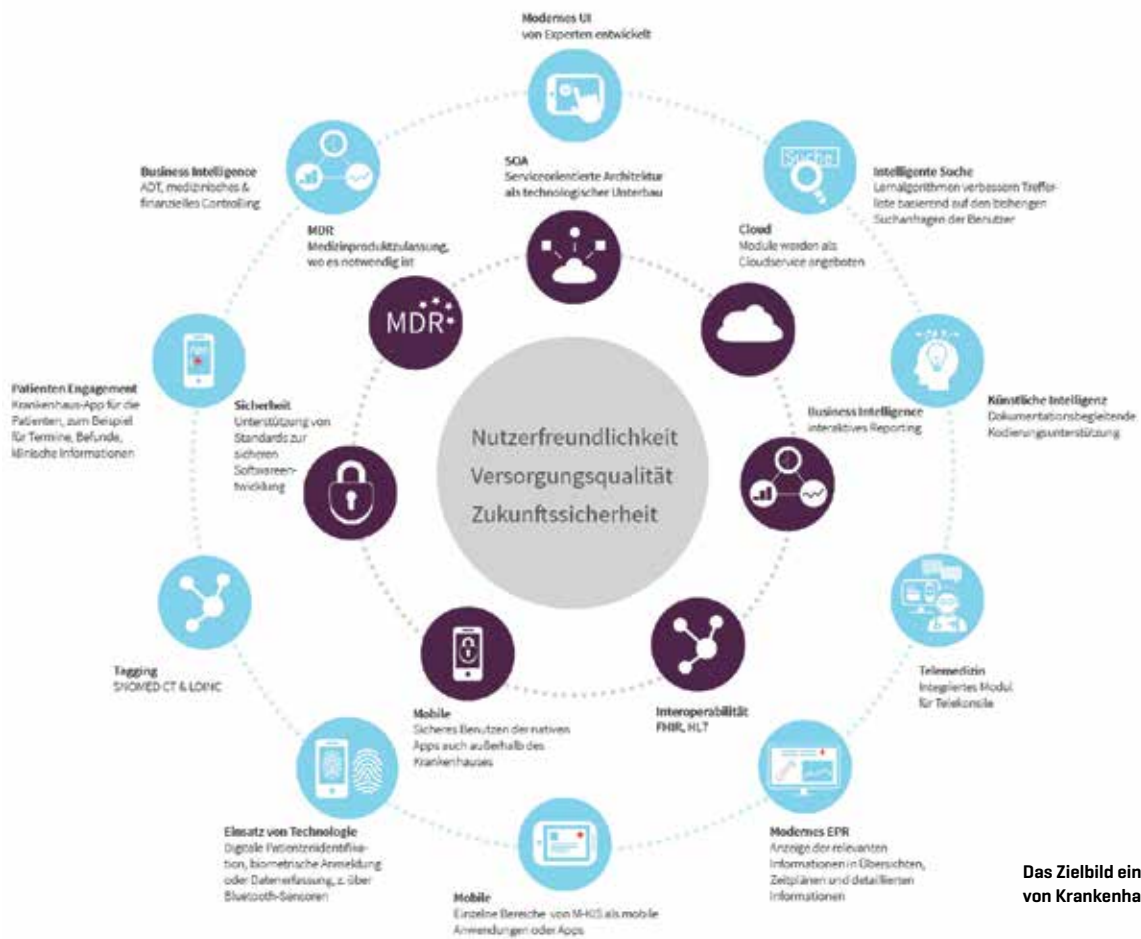 Modernes UI
von Experten entwickelt
Suche
Business Intelligence
ADT, medizinisches &
finanzielles Controlling
SOA
Serviceorientierte Architektur
als technologischer Unterbau
Intelligente Suche
Lernalgorithmen verbessern Treffer-
liste basierend auf den bisherigen
Suchanfragen der Benutzer
MDR
Medizinproduktzulassung,
wo es notwendig ist
Cloud
Module werden als
Cloudservice angeboten
MDR
Patienten Engagement
Krankenhaus-App für die
Patienten, zum Beispiel
für Termine, Befunde,
klinische Informationen
Sicherheit
Unterstützung von
Standards zur
sicheren
Softwareen-
twicklung
Nutzerfreundlichkeit
Versorgungsqualität
Zukunftssicherheit
Business Intelligence
interaktives Reporting
Künstliche Intelligenz
Dokumentationsbegleitende
Kodierungsunterstützung
Tagging
SNOMED CT & LOINC
Mobile
Sicheres Benutzen der nativen
Apps auch außerhalb des
Krankenhauses
Interoperabilität
FHIR, HL7
Telemedizin
Integriertes Modul
für Telekonsile
Einsatz von Technologie
Digitale Patientenidentifika-
tion, biometrische Anmeldung
oder Datenerfassung, z. über
Bluetooth-Sensoren
Mobile
Einzelne Bereiche von M-KIS als mobile
Anwendungen oder Apps
Modernes EPR
Anzeige der relevanten
Informationen in Übersichten,
Zeitplänen und detaillierten
Informationen
Das Zielbild ein
von Krankenha